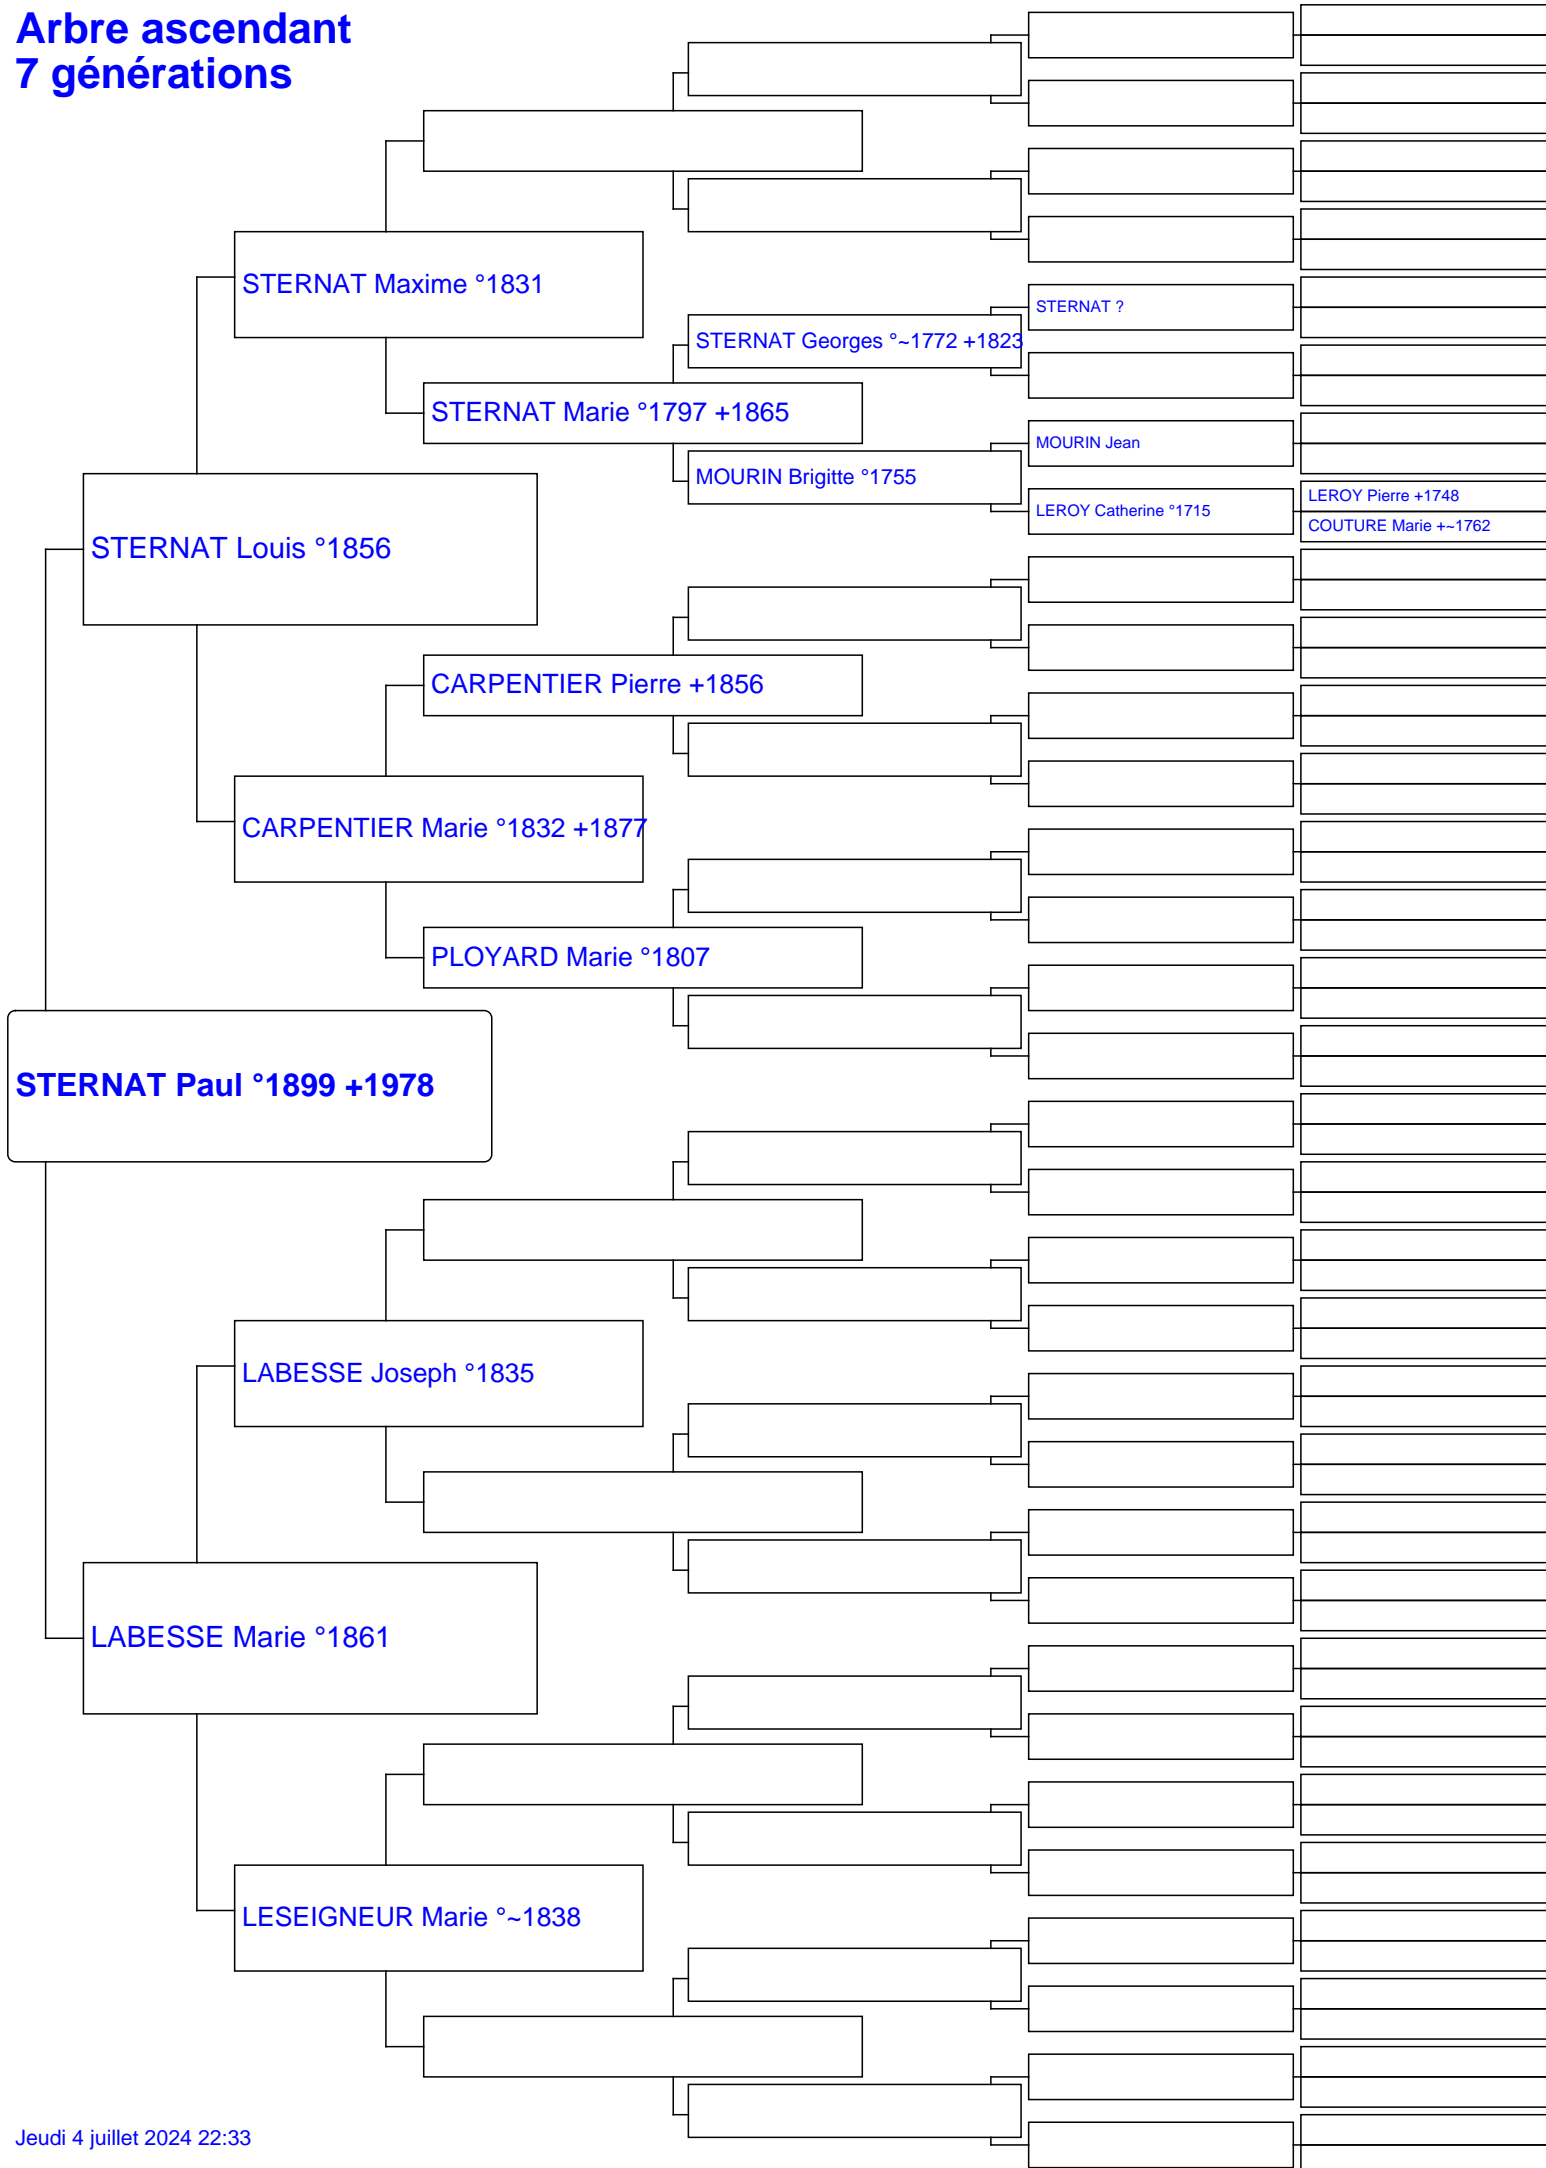 Arbre ascendant
7 générations
STERNAT Maxime °1831
STERNAT ?
STERNAT Georges °~1772 +1823
STERNAT Marie °1797 +1865
MOURIN Jean
MOURIN Brigitte °1755
LEROY Pierre +1748
LEROY Catherine °1715
COUTURE Marie +~1762
STERNAT Louis °1856
CARPENTIER Pierre +1856
CARPENTIER Marie °1832 +1877
PLOYARD Marie °1807
STERNAT Paul °1899 +1978
LABESSE Joseph °1835
LABESSE Marie °1861
LESEIGNEUR Marie °~1838
Jeudi 4 juillet 2024 22:33